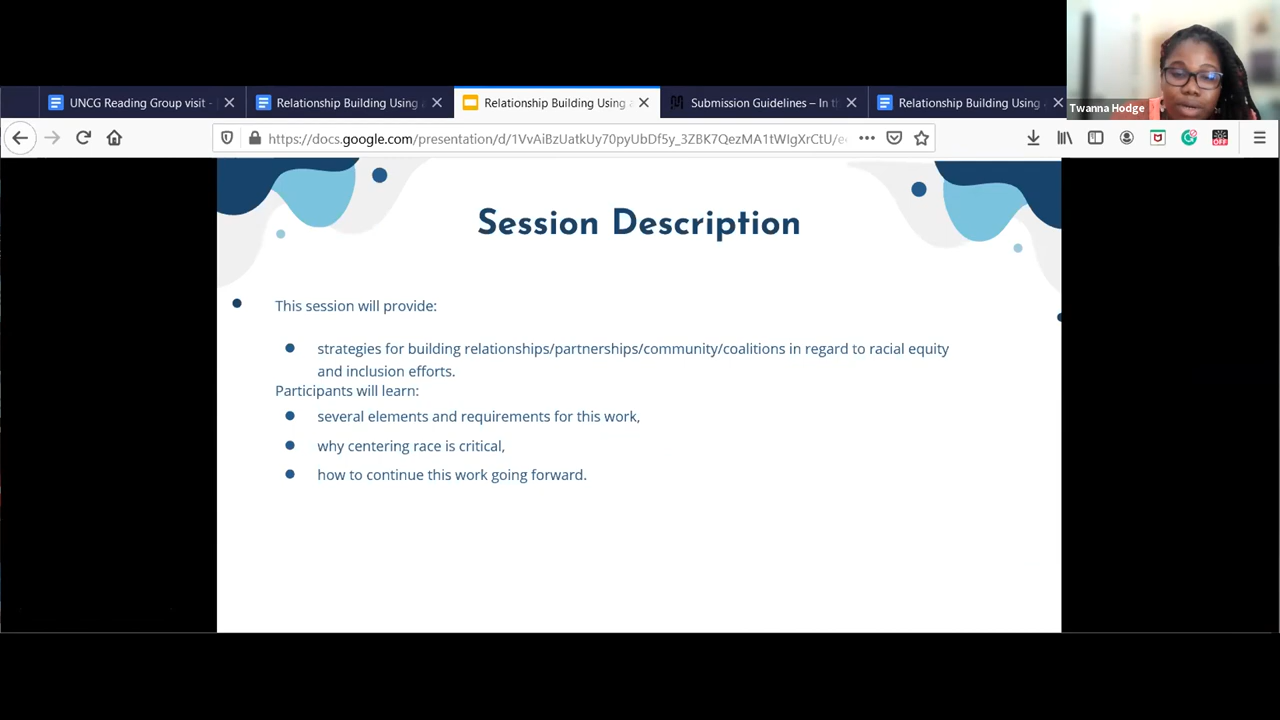 Twanna Hodge
UNCG Reading Group visit -
Relationship Building Using a
Relationship Building Using a
Submission Guidelines – In th
Relationship Building Using
https://docs.google.com/presentation/d/1VvAiBzUatkUy70pyUbDf5y_3ZBK7QezMA1tWIgXrCtU/e
OFF
Session Description
This session will provide:
strategies for building relationships/partnerships/community/coalitions in regard to racial equity
and inclusion efforts.
Participants will learn:
several elements and requirements for this work,
why centering race is critical,
how to continue this work going forward.